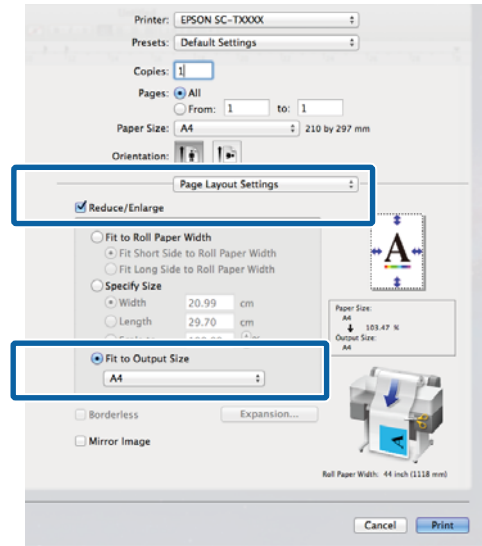 Printer: EPSON SC-TXXXX
Presets: Default Settings
Copies: 1
Pages: All
From: 1 to: 1
Paper Size: A4 210 by 297 mm
Orientation:
Page Layout Settings
Reduce/Enlarge
Fit to Roll Paper Width
Fit Short Side to Roll Paper Width
Fit Long Side to Roll Paper Width
Specify Size
Width 20.99 cm
Length 29.70 cm
Fit to Output Size
A4
Borderless Expansion...
Mirror Image
A
Paper Size:
A4
103.47 %
Output Size:
A4
A
Roll Paper Width: 44 inch (1118 mm)
Cancel Print